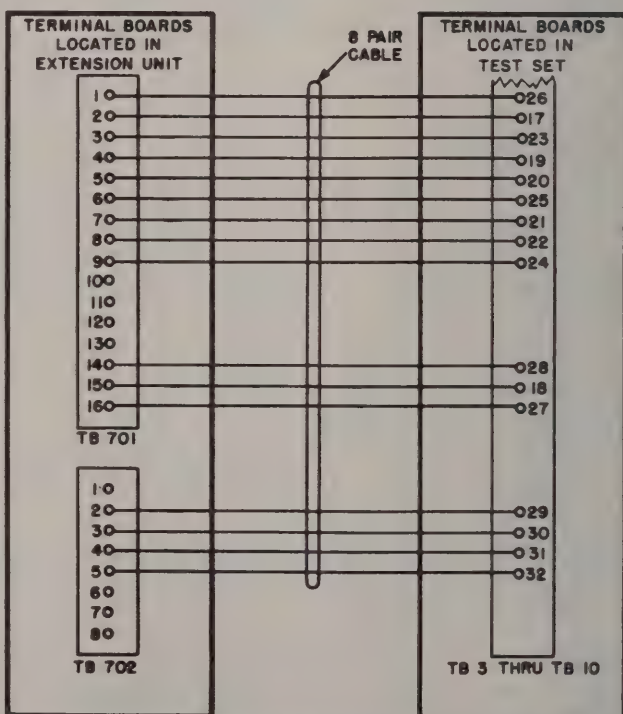 TERMINAL BOARDS
LOCATED IN
EXTENSION UNIT
8 PAIR
CABLE
TERMINAL BOARDS
LOCATED IN
TEST SET
1 26
2 17
3 23
4 19
5 20
6 25
7 21
8 22
9 24
10
11
12
13
14 28
15 18
16 27
TB 701
1
2 29
3 30
4 31
5 32
6
7
8
TB 702
TB 3 THRU TB 10